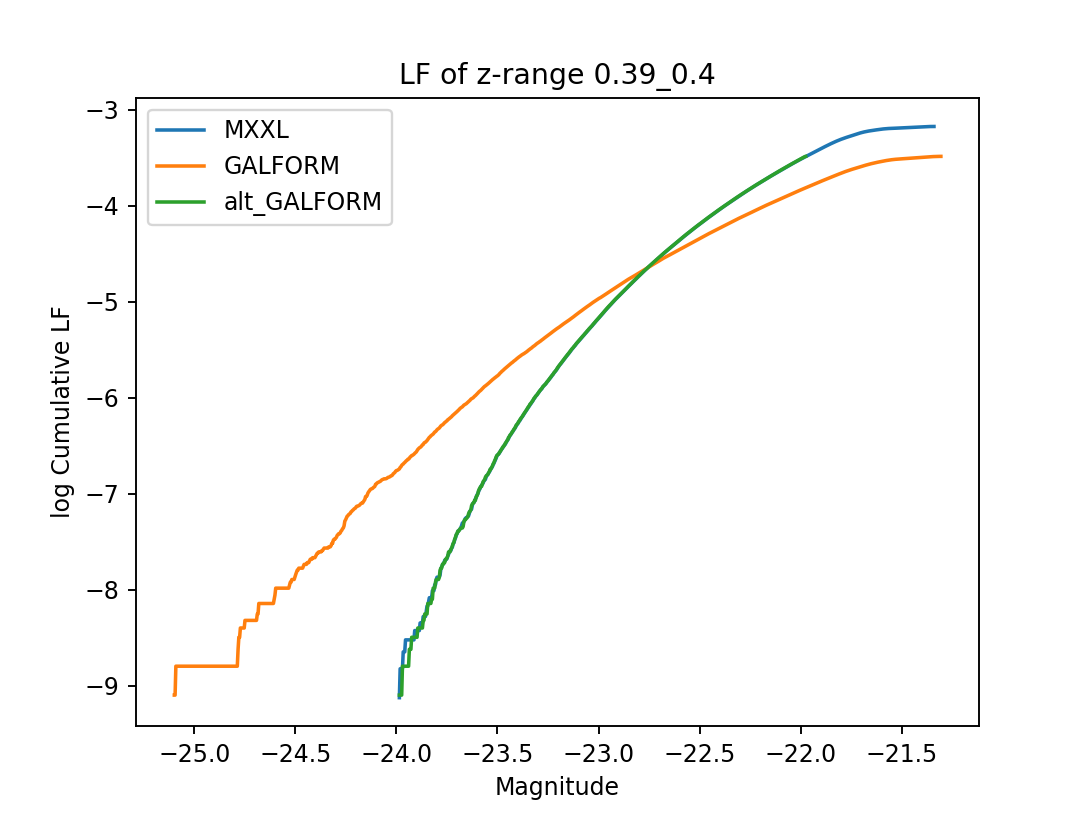 LF of z-range 0.39_0.4
MXXL
GALFORM
alt_GALFORM
−3
−4
−5
−6
−7
−8
−9
log Cumulative LF
−25.0
−24.5
−24.0
−23.5
−23.0
−22.5
−22.0
−21.5
Magnitude